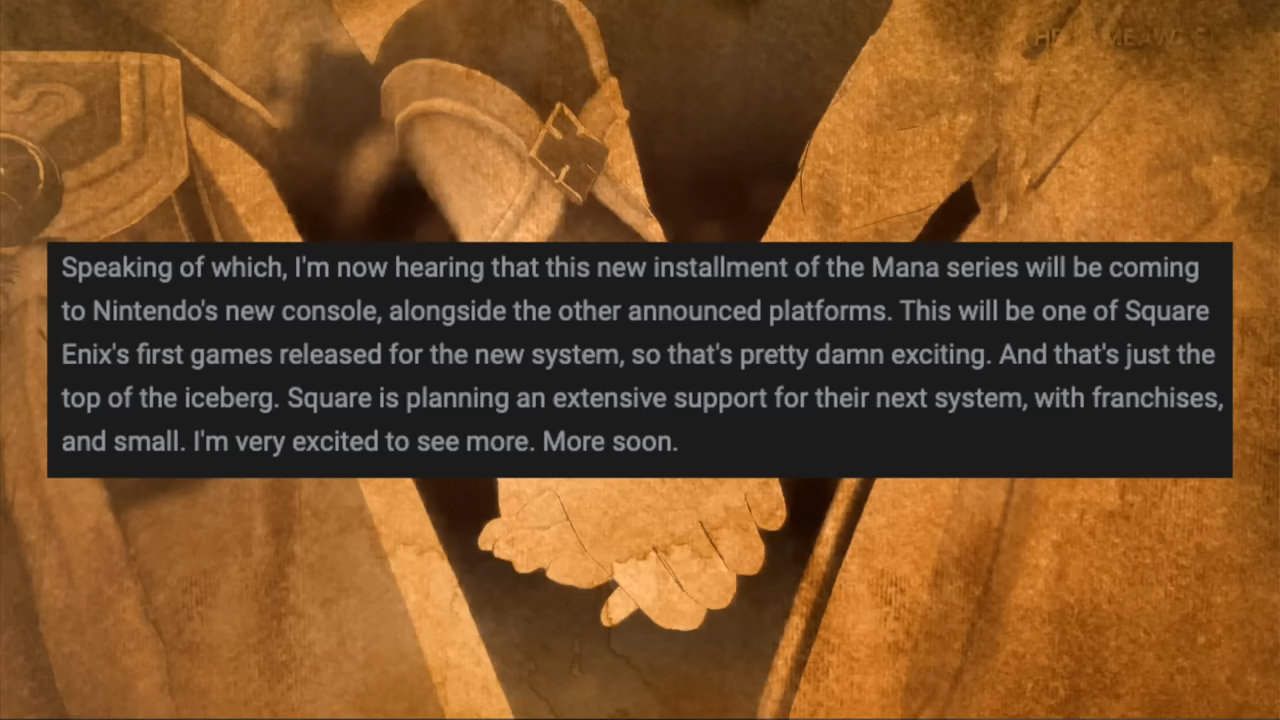 Speaking of which, I'm now hearing that this new installment of the Mana series will be coming
to Nintendo's new console, alongside the other announced platforms. This will be one of Square
Enix's first games released for the new system, so that's pretty damn exciting. And that's just the
top of the iceberg. Square is planning an extensive support for their next system, with franchises,
and small. I'm very excited to see more. More soon.